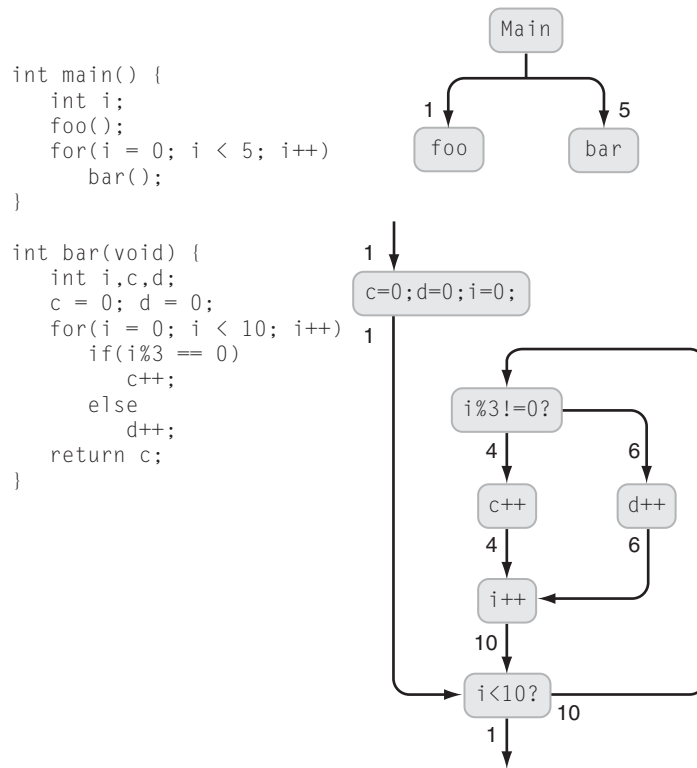 int main() {
int i;
foo();
for(i = 0; i < 5; i++)
bar();
}
int bar(void) {
int i,c,d;
c = 0; d = 0;
for(i = 0; i < 10; i++)
if(i%3 == 0)
c++;
else
d++;
return c;
}
Main
1
5
foo
bar
1
c=0;d=0;i=0;
1
i%3!=0?
4
6
c++
d++
4
6
i++
10
i<10?
10
1